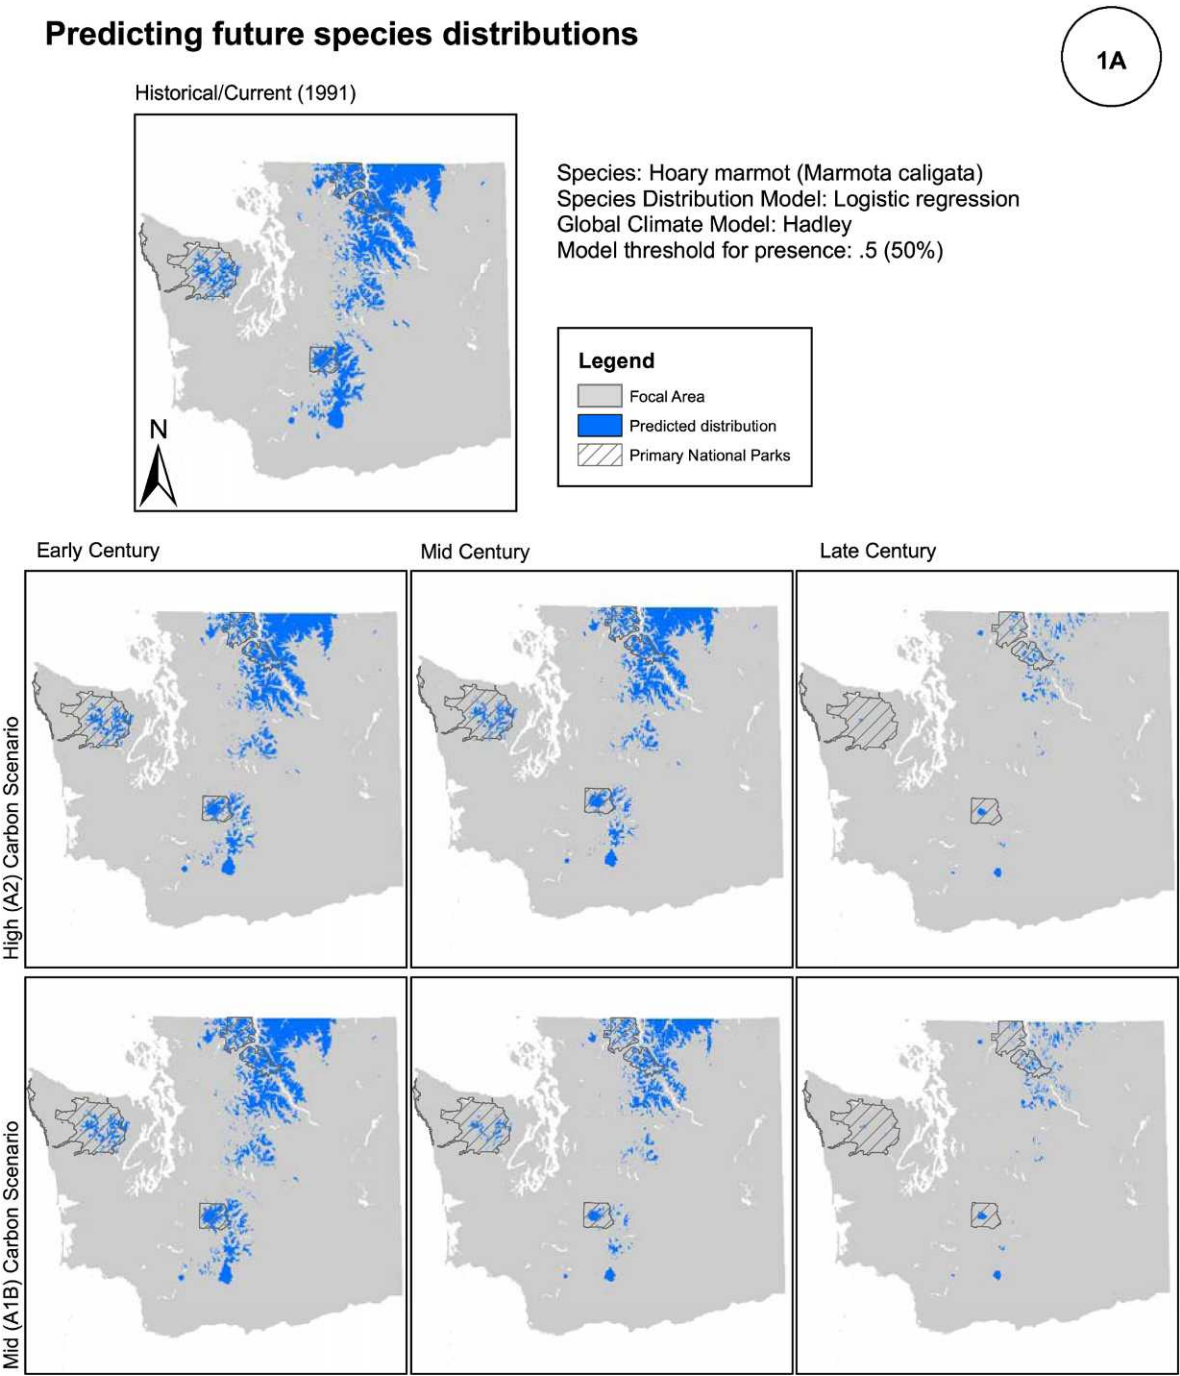 Predicting future species distributions
1A
Historical/Current (1991)
Species: Hoary marmot (Marmota caligata)
Species Distribution Model: Logistic regression
Global Climate Model: Hadley
Model threshold for presence: .5 (50%)
Legend
Focal Area
Predicted distribution
Primary National Parks
N
Early Century
Mid Century
Late Century
High (A2) Carbon Scenario
Mid (A1B) Carbon Scenario